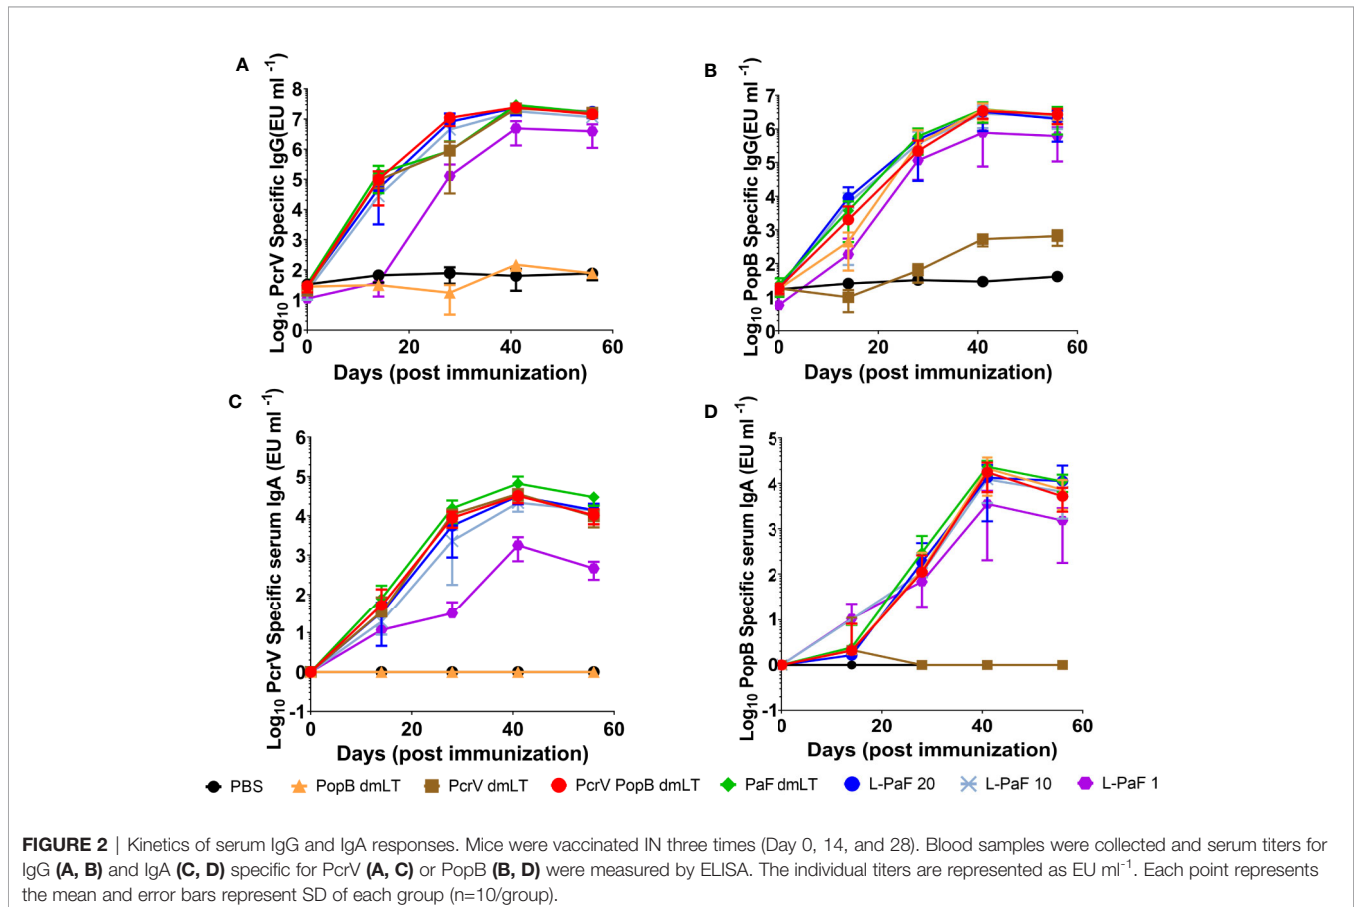 A
Log10 PcrV Specific IgG(EU ml -1)
8
7
6
5
4
3
2
1
0
0 20 40 60
Days (post immunization)
B
Log10 PopB Specific IgG(EU ml -1)
7
6
5
4
3
2
1
0
0 20 40 60
Days (post immunization)
C
Log10 PcrV Specific serum IgA (EU ml -1)
6
5
4
3
2
1
0
-1
0 20 40 60
Days (post immunization)
D
Log10 PopB Specific serum IgA (EU ml -1)
5
4
3
2
1
0
-1
0 20 40 60
Days (post immunization)
PBS PopB dmLT PcrV dmLT PcrV PopB dmLT PaF dmLT L-PaF 20 L-PaF 10 L-PaF 1
FIGURE 2 | Kinetics of serum IgG and IgA responses. Mice were vaccinated IN three times (Day 0, 14, and 28). Blood samples were collected and serum titers for
IgG (A, B) and IgA (C, D) specific for PcrV (A, C) or PopB (B, D) were measured by ELISA. The individual titers are represented as EU ml-1. Each point represents
the mean and error bars represent SD of each group (n=10/group).